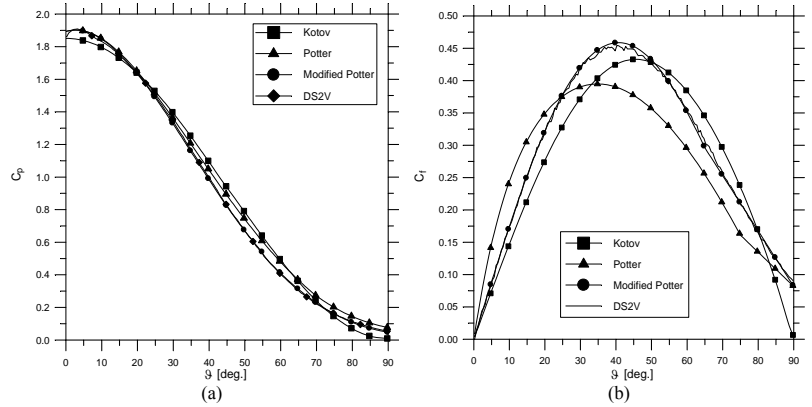 2.0
1.8
1.6
1.4
1.2
1.0
0.8
0.6
0.4
0.2
0.0
Cp
0 10 20 30 40 50 60 70 80 90
ϑ [deg.]
Kotov
Potter
Modified Potter
DS2V
(a)
0.50
0.45
0.40
0.35
0.30
0.25
0.20
0.15
0.10
0.05
0.00
Cf
0 10 20 30 40 50 60 70 80 90
ϑ [deg.]
Kotov
Potter
Modified Potter
DS2V
(b)